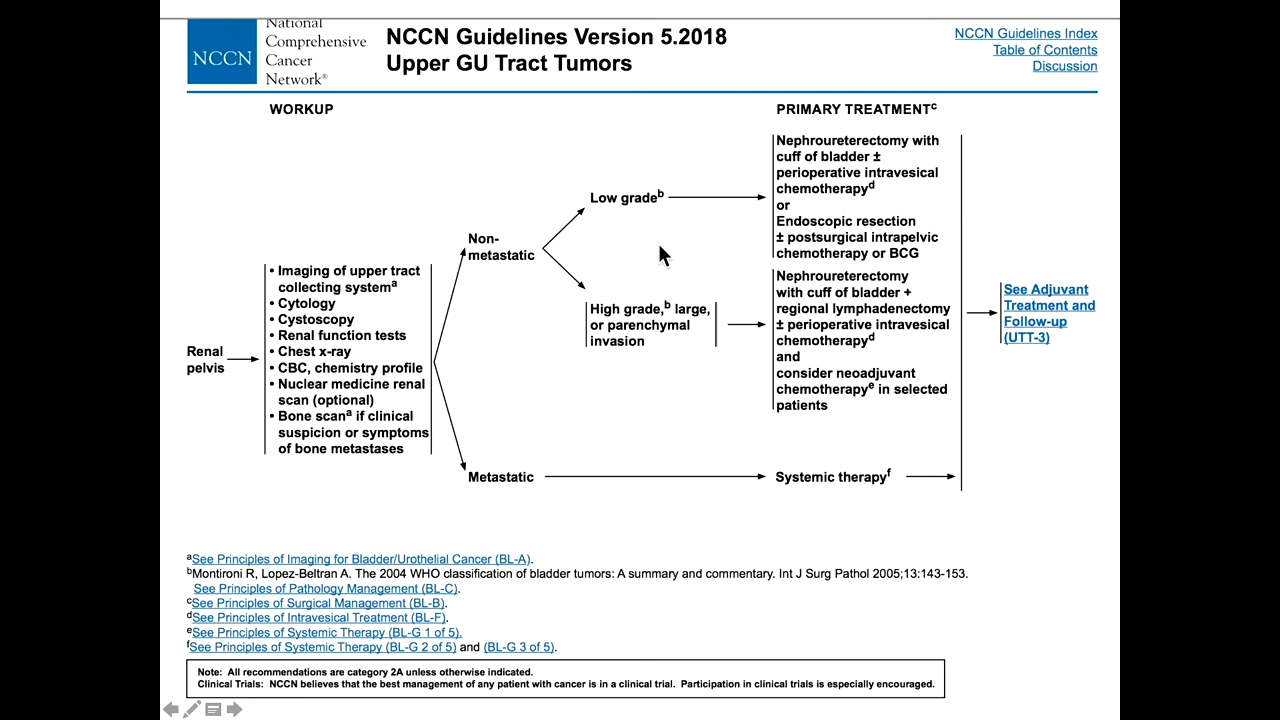 NCCN
National
Comprehensive
Cancer
Network®
NCCN Guidelines Version 5.2018
Upper GU Tract Tumors
NCCN Guidelines Index
Table of Contents
Discussion
WORKUP
PRIMARY TREATMENTc
Renal
pelvis
• Imaging of upper tract
collecting systema
• Cytology
• Cystoscopy
• Renal function tests
• Chest x-ray
• CBC, chemistry profile
• Nuclear medicine renal
scan (optional)
• Bone scana if clinical
suspicion or symptoms
of bone metastases
Non-
metastatic
Low gradeb
Nephroureterectomy with
cuff of bladder ±
perioperative intravesical
chemotherapyd
or
Endoscopic resection
± postsurgical intrapelvic
chemotherapy or BCG
High grade,b large,
or parenchymal
invasion
Nephroureterectomy
with cuff of bladder +
regional lymphadenectomy
± perioperative intravesical
chemotherapyd
and
consider neoadjuvant
chemotherapye in selected
patients
Metastatic
Systemic therapyf
See Adjuvant
Treatment and
Follow-up
(UTT-3)
aSee Principles of Imaging for Bladder/Urothelial Cancer (BL-A).
bMontironi R, Lopez-Beltran A. The 2004 WHO classification of bladder tumors: A summary and commentary. Int J Surg Pathol 2005;13:143-153.
See Principles of Pathology Management (BL-C).
cSee Principles of Surgical Management (BL-B).
dSee Principles of Intravesical Treatment (BL-F).
eSee Principles of Systemic Therapy (BL-G 1 of 5).
fSee Principles of Systemic Therapy (BL-G 2 of 5) and (BL-G 3 of 5).
Note: All recommendations are category 2A unless otherwise indicated.
Clinical Trials: NCCN believes that the best management of any patient with cancer is in a clinical trial. Participation in clinical trials is especially encouraged.